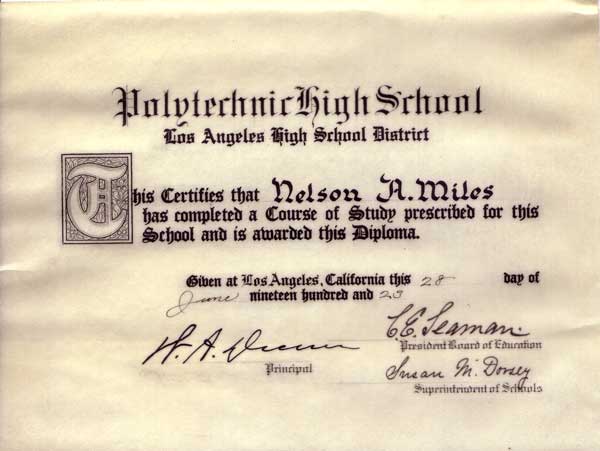 Polytechnic High School
Los Angeles High School District
This Certifies that Nelson A. Miles
has completed a Course of Study prescribed for this
School and is awarded this Diploma.
Given at Los Angeles, California this 28 day of
June nineteen hundred and 23
W. A. Dunn
Principal
C. E. Seaman.
President Board of Education
Susan M. Dorsey
Superintendent of Schools